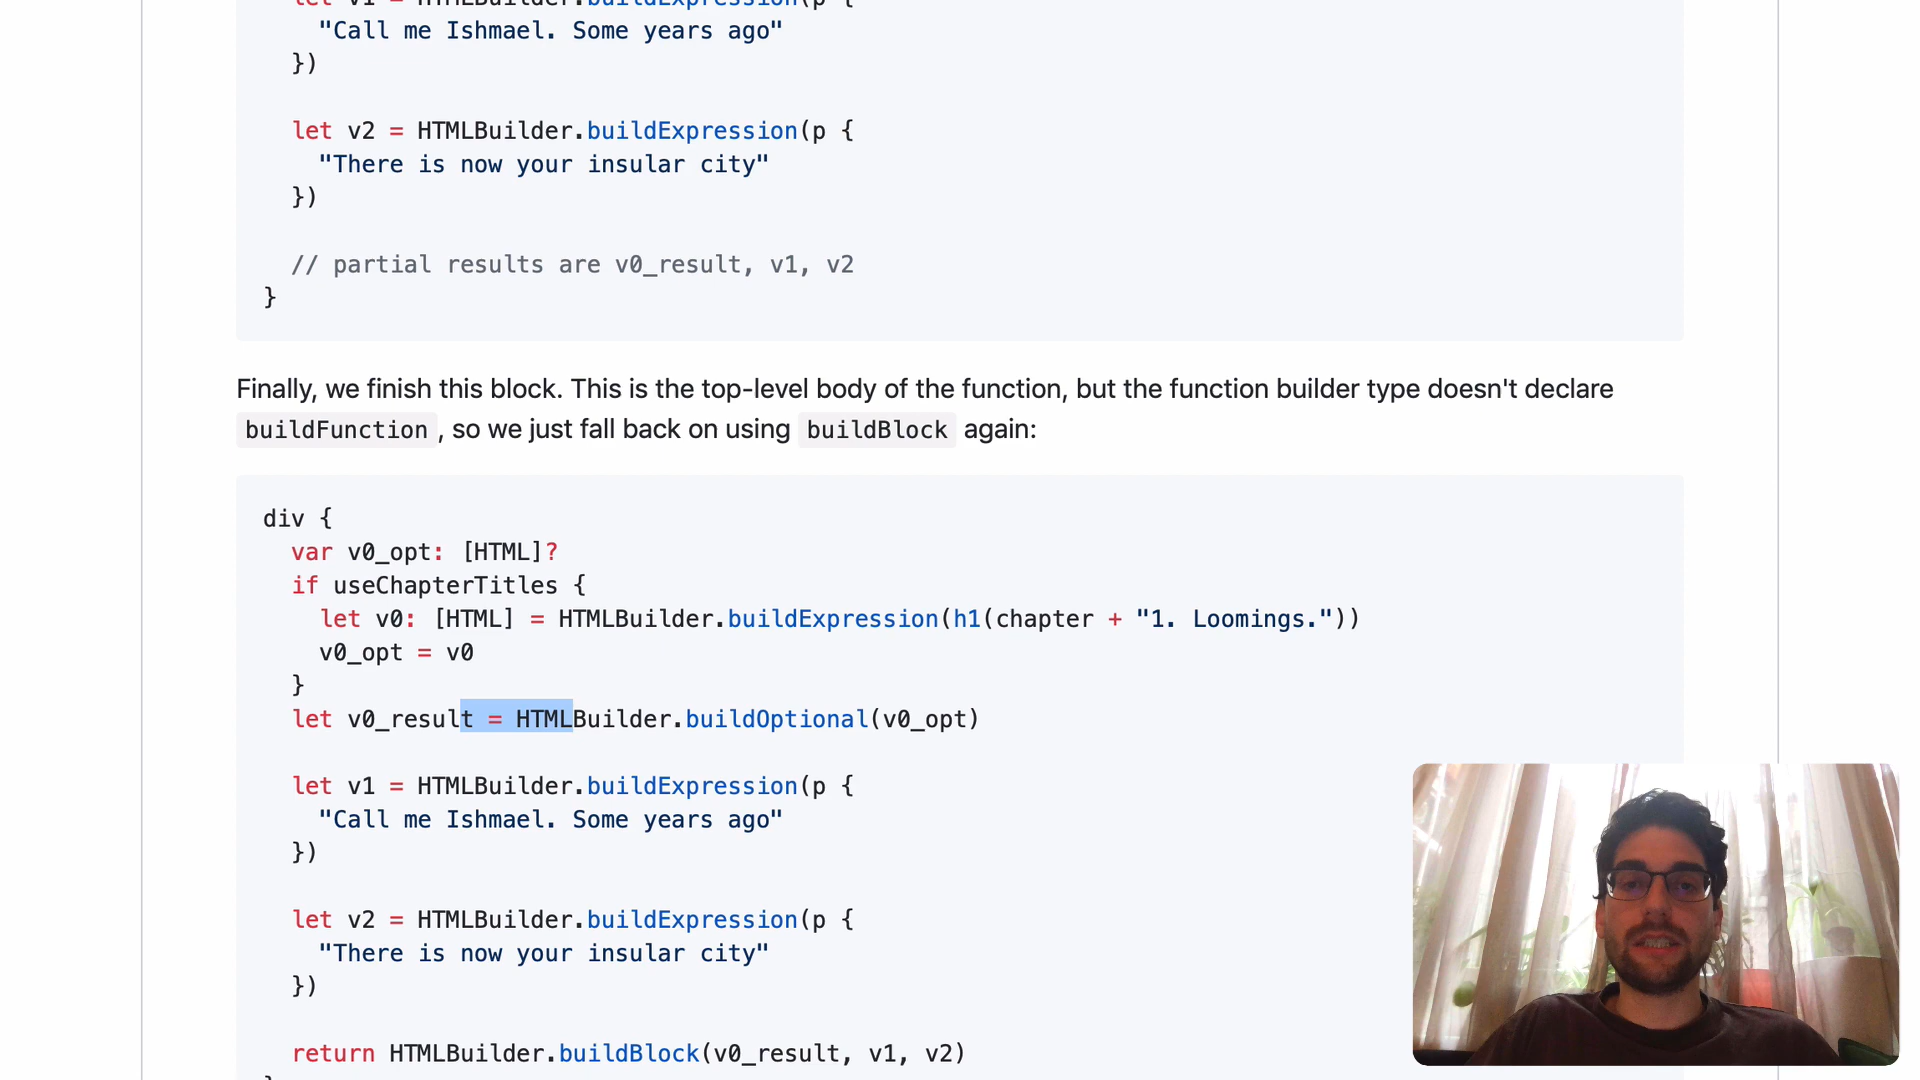 let v1 = HTMLBuilder.buildExpression(p {
"Call me Ishmael. Some years ago"
})
let v2 = HTMLBuilder.buildExpression(p {
"There is now your insular city"
})
// partial results are v0_result, v1, v2
}
Finally, we finish this block. This is the top-level body of the function, but the function builder type doesn't declare
buildFunction , so we just fall back on using buildBlock again:
div {
var v0_opt: [HTML]?
if useChapterTitles {
let v0: [HTML] = HTMLBuilder.buildExpression(h1(chapter + "1. Loomings."))
v0_opt = v0
}
let v0_result = HTMLBuilder.buildOptional(v0_opt)
let v1 = HTMLBuilder.buildExpression(p {
"Call me Ishmael. Some years ago"
})
let v2 = HTMLBuilder.buildExpression(p {
"There is now your insular city"
})
return HTMLBuilder.buildBlock(v0_result, v1, v2)
}